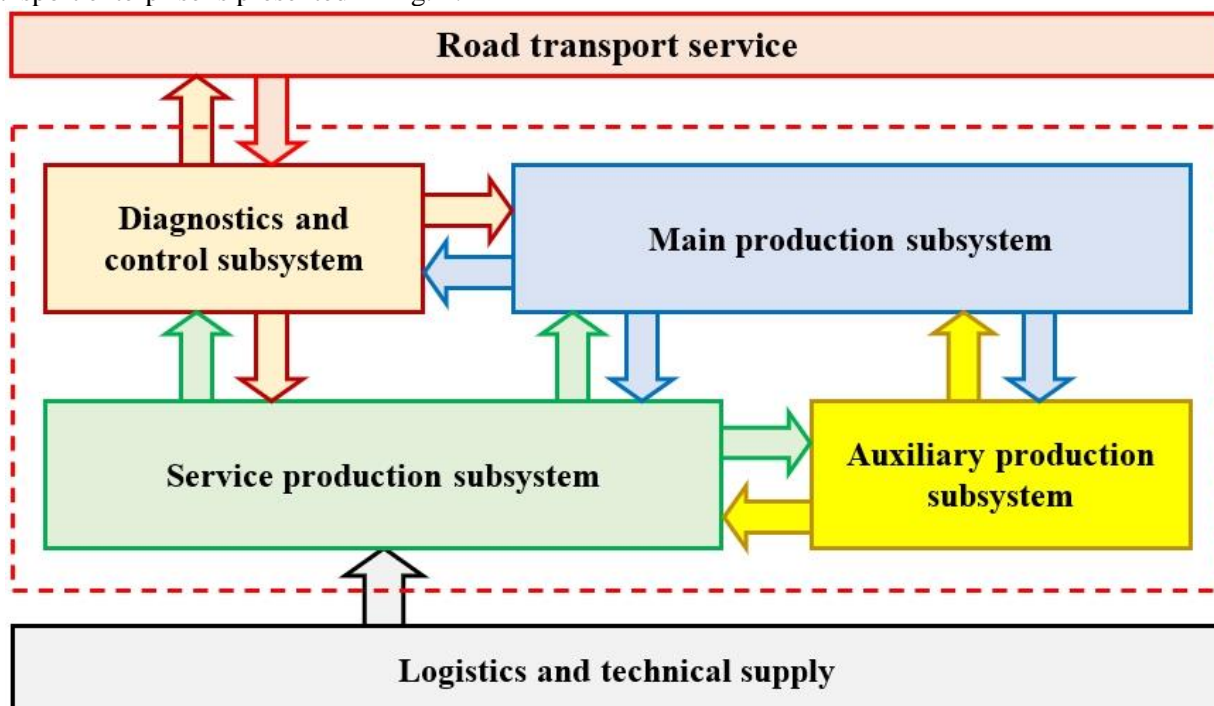 Road transport service
Diagnostics and
control subsystem
Main production subsystem
Service production subsystem
Auxiliary production
subsystem
Logistics and technical supply